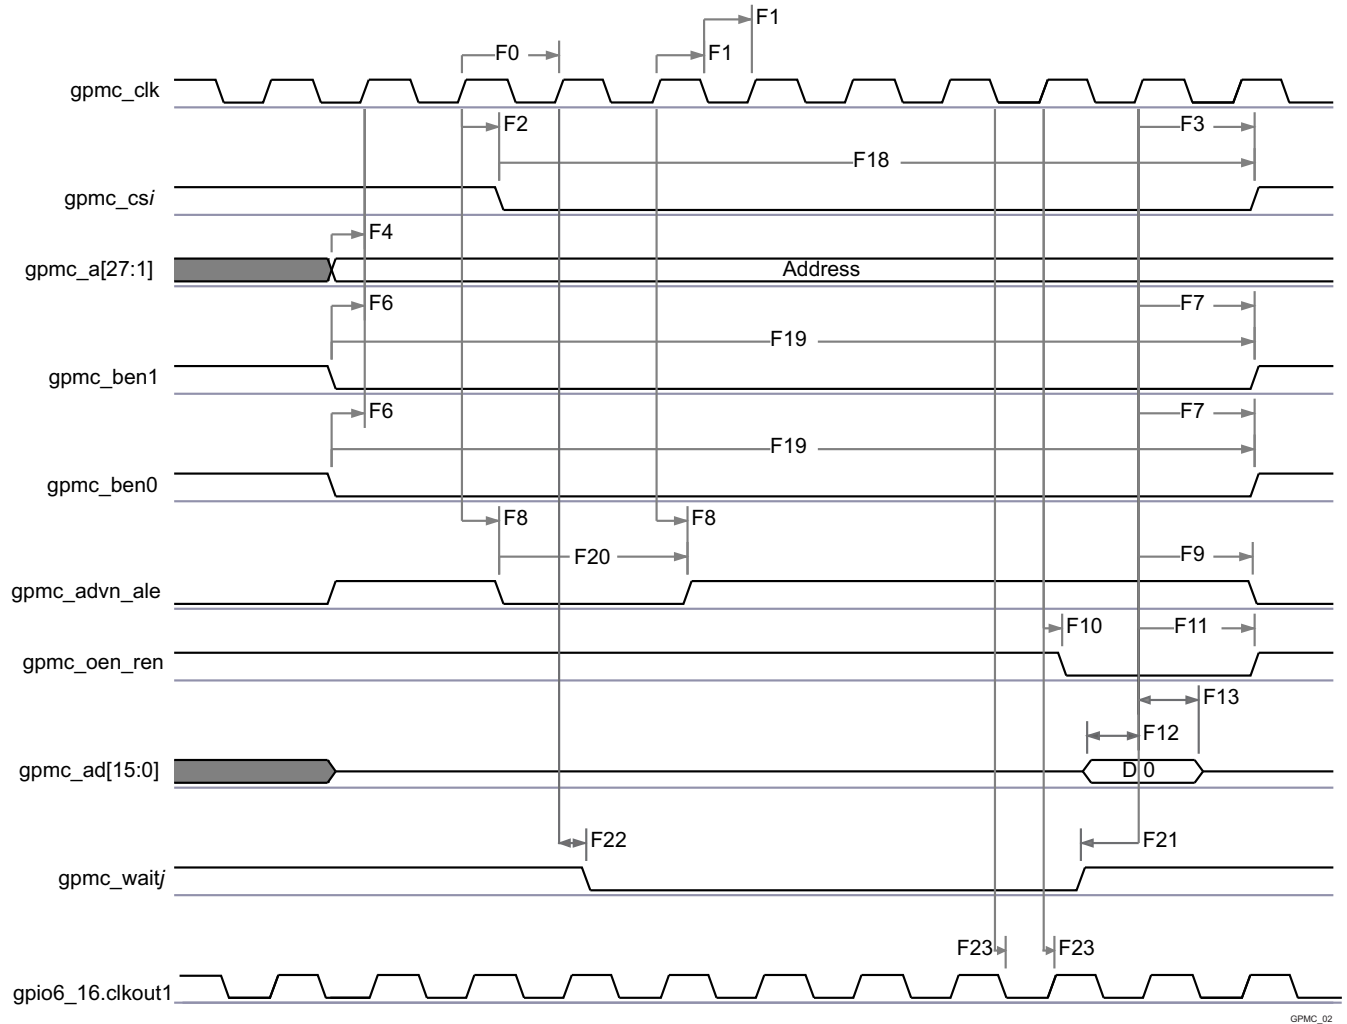 F1
F0
F1
gpmc_clk
F2
F3
F18
gpmc_csi
F4
gpmc_a[27:1]
Address
F6
F7
F19
gpmc_ben1
F6
F7
F19
gpmc_ben0
F8
F8
F20
F9
gpmc_advn_ale
F10
F11
gpmc_oen_ren
F13
F12
gpmc_ad[15:0]
D 0
F22
F21
gpmc_waitj
F23
F23
gpio6_16.clkout1
GPMC_02